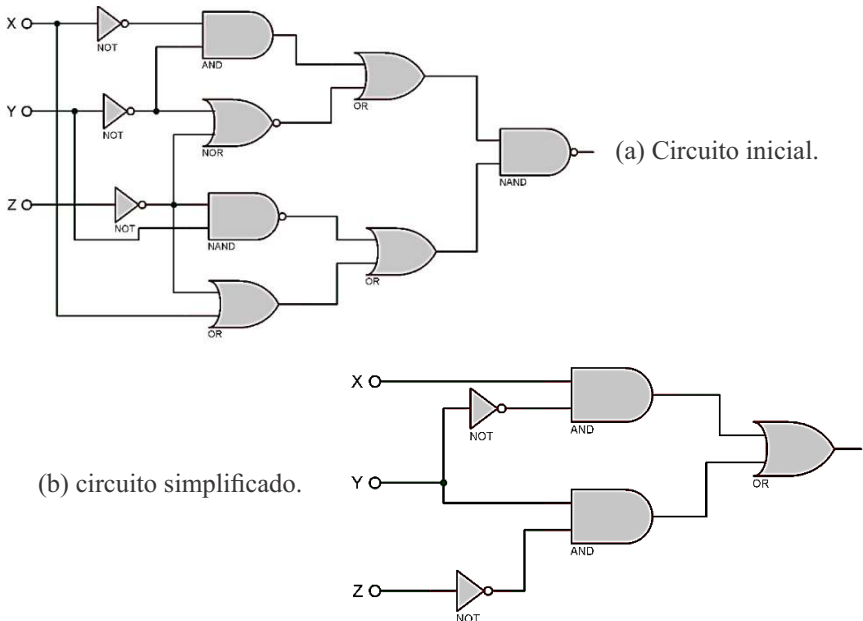 X
NOT
AND
OR
Y
NOT
NOR
NAND
(a) Circuito inicial.
Z
NOT
NAND
OR
OR
X
NOT
AND
(b) circuito simplificado.
Y
OR
AND
Z
NOT